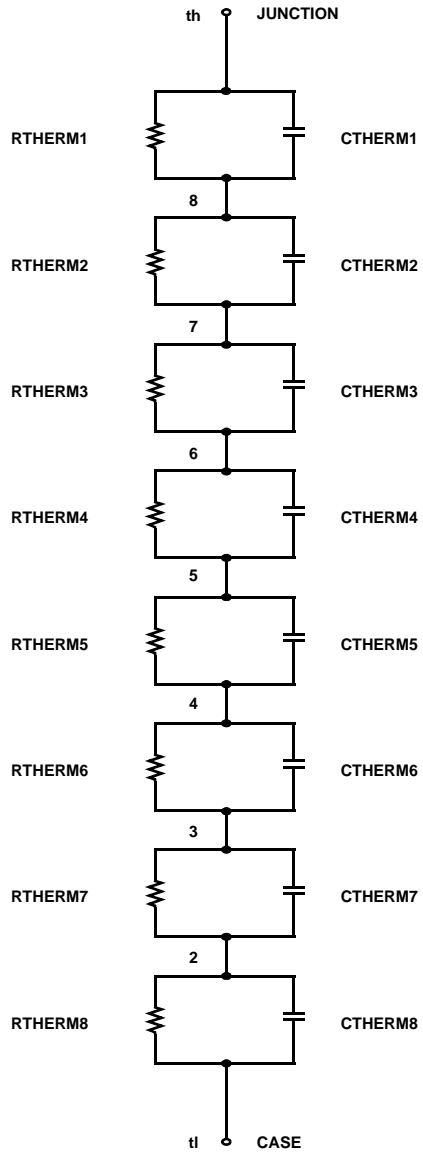 th JUNCTION
RTHERM1 CTHERM1
8
RTHERM2 CTHERM2
7
RTHERM3 CTHERM3
6
RTHERM4 CTHERM4
5
RTHERM5 CTHERM5
4
RTHERM6 CTHERM6
3
RTHERM7 CTHERM7
2
RTHERM8 CTHERM8
tl CASE